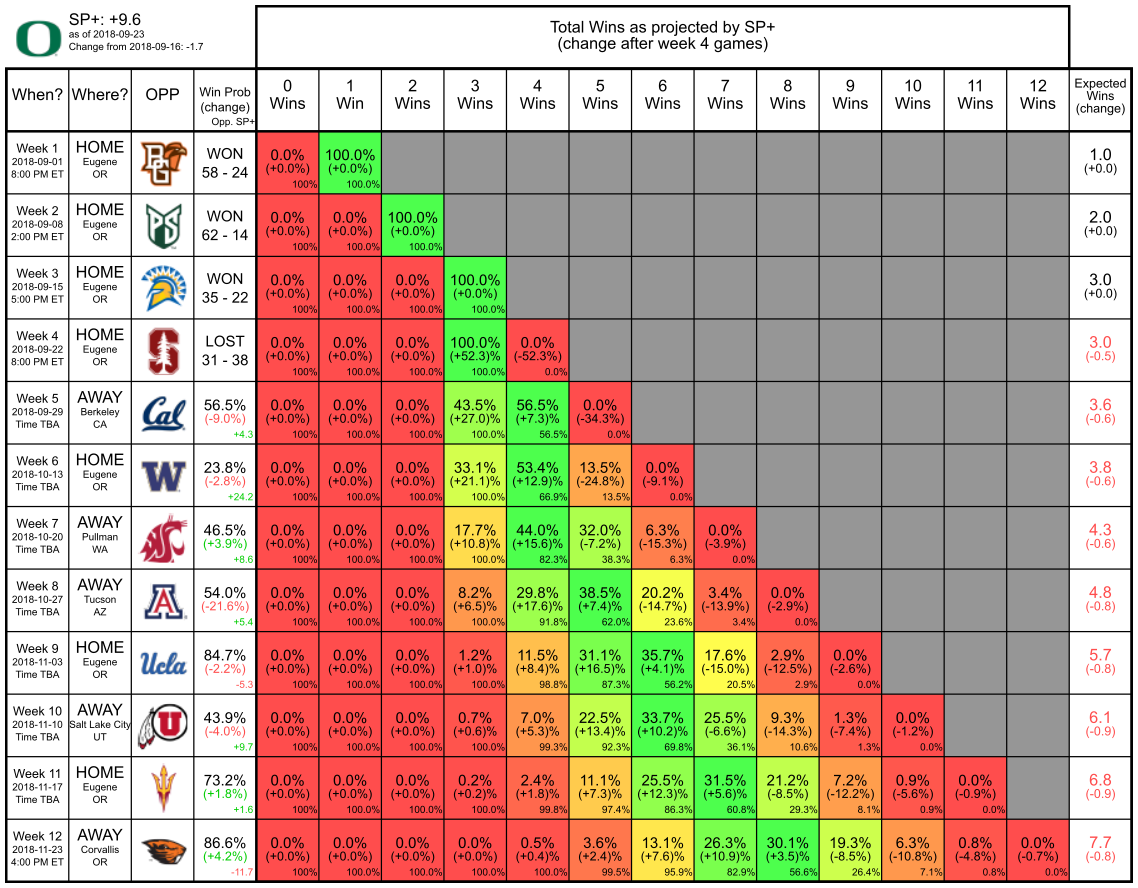 O
SP+: +9.6
as of 2018-09-23
Change from 2018-09-16: -1.7
Total Wins as projected by SP+
(change after week 4 games)
When? Where? OPP Win Prob (change) Opp. SP+ 0 Wins 1 Win 2 Wins 3 Wins 4 Wins 5 Wins 6 Wins 7 Wins 8 Wins 9 Wins 10 Wins 11 Wins 12 Wins Expected Wins (change)
Week 1 HOME BG WON 0.0% 100.0% 1.0
2018-09-01 Eugene (+0.0%) (+0.0%) (+0.0)
8:00 PM ET OR 58 - 24 100% 100.0%
Week 2 HOME PS WON 0.0% 0.0% 100.0% 2.0
2018-09-08 Eugene (+0.0%) (+0.0%) (+0.0%) (+0.0)
2:00 PM ET OR 62 - 14 100% 100.0% 100.0%
Week 3 HOME WON 0.0% 0.0% 0.0% 100.0% 3.0
2018-09-15 Eugene (+0.0%) (+0.0%) (+0.0%) (+0.0%) (+0.0)
5:00 PM ET OR 35 - 22 100% 100.0% 100.0% 100.0%
Week 4 HOME S LOST 0.0% 0.0% 0.0% 100.0% 0.0% 3.0
2018-09-22 Eugene (+0.0%) (+0.0%) (+0.0%) (+52.3)% (-52.3%) (-0.5)
8:00 PM ET OR 31 - 38 100% 100.0% 100.0% 100.0% 0.0%
Week 5 AWAY Cal 56.5% 0.0% 0.0% 0.0% 43.5% 56.5% 0.0% 3.6
2018-09-29 Berkeley (-9.0%) (+0.0%) (+0.0%) (+0.0%) (+27.0)% (+7.3)% (-34.3%) (-0.6)
Time TBA CA +4.3 100% 100.0% 100.0% 100.0% 56.5% 0.0%
Week 6 HOME W 23.8% 0.0% 0.0% 0.0% 33.1% 53.4% 13.5% 0.0% 3.8
2018-10-13 Eugene (-2.8%) (+0.0%) (+0.0%) (+0.0%) (+21.1)% (+12.9)% (-24.8%) (-9.1%) (-0.6)
Time TBA OR +24.2 100% 100.0% 100.0% 100.0% 66.9% 13.5% 0.0%
Week 7 AWAY WSC 46.5% 0.0% 0.0% 0.0% 17.7% 44.0% 32.0% 6.3% 0.0% 4.3
2018-10-20 Pullman (+3.9%) (+0.0%) (+0.0%) (+0.0%) (+10.8)% (+15.6)% (-7.2%) (-15.3%) (-3.9%) (-0.6)
Time TBA WA +8.6 100% 100.0% 100.0% 100.0% 82.3% 38.3% 6.3% 0.0%
Week 8 AWAY A 54.0% 0.0% 0.0% 0.0% 8.2% 29.8% 38.5% 20.2% 3.4% 0.0% 4.8
2018-10-27 Tucson (-21.6%) (+0.0%) (+0.0%) (+0.0%) (+6.5)% (+17.6)% (+7.4)% (-14.7%) (-13.9%) (-2.9%) (-0.8)
Time TBA AZ +5.4 100% 100.0% 100.0% 100.0% 91.8% 62.0% 23.6% 3.4% 0.0%
Week 9 HOME Ucla 84.7% 0.0% 0.0% 0.0% 1.2% 11.5% 31.1% 35.7% 17.6% 2.9% 0.0% 5.7
2018-11-03 Eugene (-2.2%) (+0.0%) (+0.0%) (+0.0%) (+1.0)% (+8.4)% (+16.5)% (+4.1)% (-15.0%) (-12.5%) (-2.6%) (-0.8)
Time TBA OR -5.3 100% 100.0% 100.0% 100.0% 98.8% 87.3% 56.2% 20.5% 2.9% 0.0%
Week 10 AWAY U 43.9% 0.0% 0.0% 0.0% 0.7% 7.0% 22.5% 33.7% 25.5% 9.3% 1.3% 0.0% 6.1
2018-11-10 Salt Lake City (-4.0%) (+0.0%) (+0.0%) (+0.0%) (+0.6)% (+5.3)% (+13.4)% (+10.2)% (-6.6%) (-14.3%) (-7.4%) (-1.2%) (-0.9)
Time TBA UT +9.7 100% 100.0% 100.0% 100.0% 99.3% 92.3% 69.8% 36.1% 10.6% 1.3% 0.0%
Week 11 HOME 73.2% 0.0% 0.0% 0.0% 0.2% 2.4% 11.1% 25.5% 31.5% 21.2% 7.2% 0.9% 0.0% 6.8
2018-11-17 Eugene (+1.8%) (+0.0%) (+0.0%) (+0.0%) (+0.2)% (+1.8)% (+7.3)% (+12.3)% (+5.6)% (-8.5%) (-12.2%) (-5.6%) (-0.9%) (-0.9)
Time TBA OR +1.6 100% 100.0% 100.0% 100.0% 99.8% 97.4% 86.3% 60.8% 29.3% 8.1% 0.9% 0.0%
Week 12 AWAY 86.6% 0.0% 0.0% 0.0% 0.0% 0.5% 3.6% 13.1% 26.3% 30.1% 19.3% 6.3% 0.8% 0.0% 7.7
2018-11-23 Corvallis (+4.2%) (+0.0%) (+0.0%) (+0.0%) (+0.0%) (+0.4)% (+2.4)% (+7.6)% (+10.9)% (+3.5)% (-8.5%) (-10.8%) (-4.8%) (-0.7%) (-0.8)
4:00 PM ET OR -11.7 100% 100.0% 100.0% 100.0% 100.0% 99.5% 95.9% 82.9% 56.6% 26.4% 7.1% 0.8% 0.0%